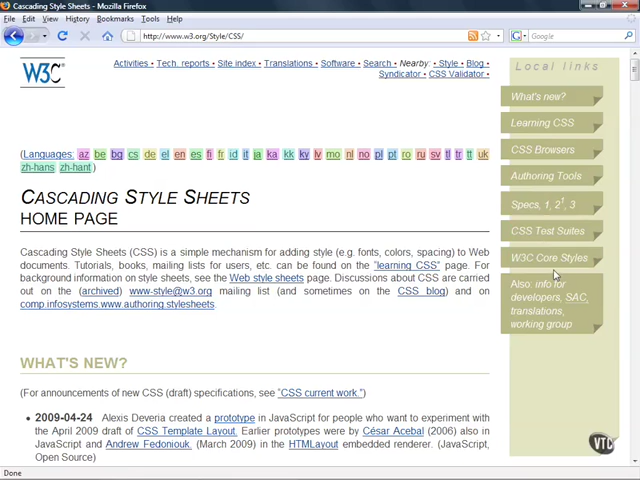 Cascading Style Sheets - Mozilla Firefox
File Edit View History Bookmarks Tools Help
http://www.w3.org/Style/CSS/
Google
W3C
Activities • Tech. reports • Site index • Translations • Software • Search • Nearby: • Style • Blog •
Syndicator • CSS Validator •
Local links
What's new?
Learning CSS
CSS Browsers
Authoring Tools
Specs, 1, 2¹, 3
CSS Test Suites
W3C Core Styles
Also: info for
developers, SAC,
translations,
working group
(Languages: az be bg cs de el en es fi fr id it ja ka kk ky lv mo nl no pl pt ro ru sv tl tr tt uk
zh-hans zh-hant )
CASCADING STYLE SHEETS
HOME PAGE
Cascading Style Sheets (CSS) is a simple mechanism for adding style (e.g. fonts, colors, spacing) to Web
documents. Tutorials, books, mailing lists for users, etc. can be found on the "learning CSS" page. For
background information on style sheets, see the Web style sheets page. Discussions about CSS are carried
out on the (archived) www-style@w3.org mailing list (and sometimes on the CSS blog) and on
comp.infosystems.www.authoring.stylesheets.
WHAT'S NEW?
(For announcements of new CSS (draft) specifications, see "CSS current work.")
• 2009-04-24 Alexis Deveria created a prototype in JavaScript for people who want to experiment with
the April 2009 draft of CSS Template Layout. Earlier prototypes were by César Acebal (2006) also in
JavaScript and Andrew Fedoniouk. (March 2009) in the HTMLayout embedded renderer. (JavaScript,
Open Source)
VTC
Done